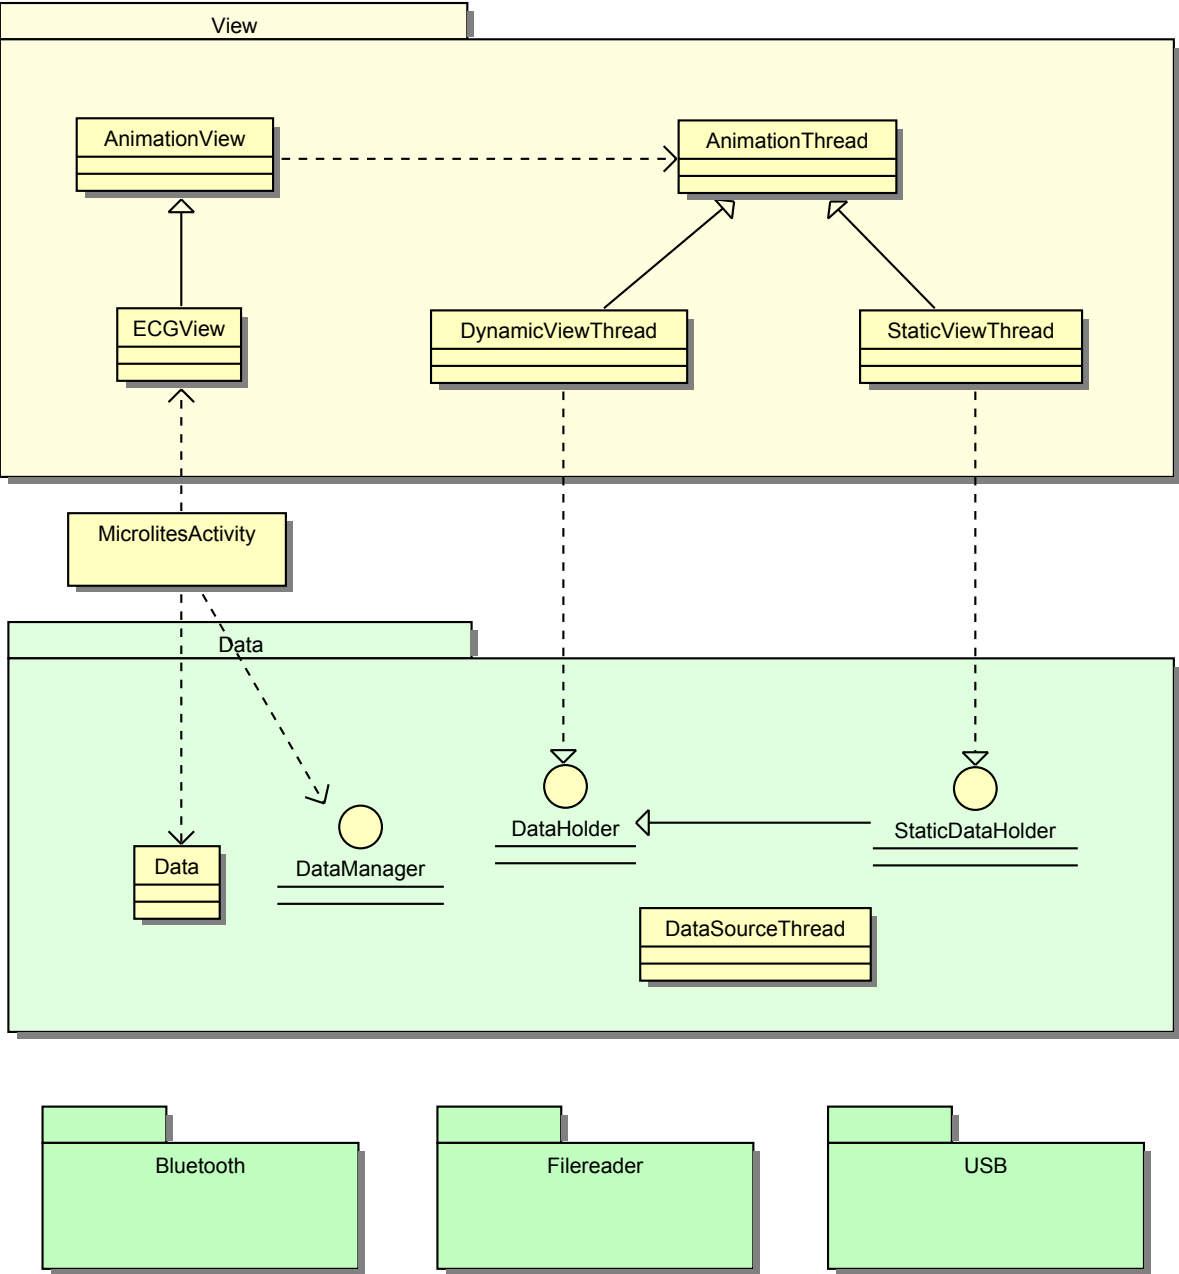 View
AnimationView
AnimationThread
ECGView
DynamicViewThread
StaticViewThread
MicrolitesActivity
Data
DataHolder
StaticDataHolder
Data
DataManager
DataSourceThread
Bluetooth
Filereader
USB